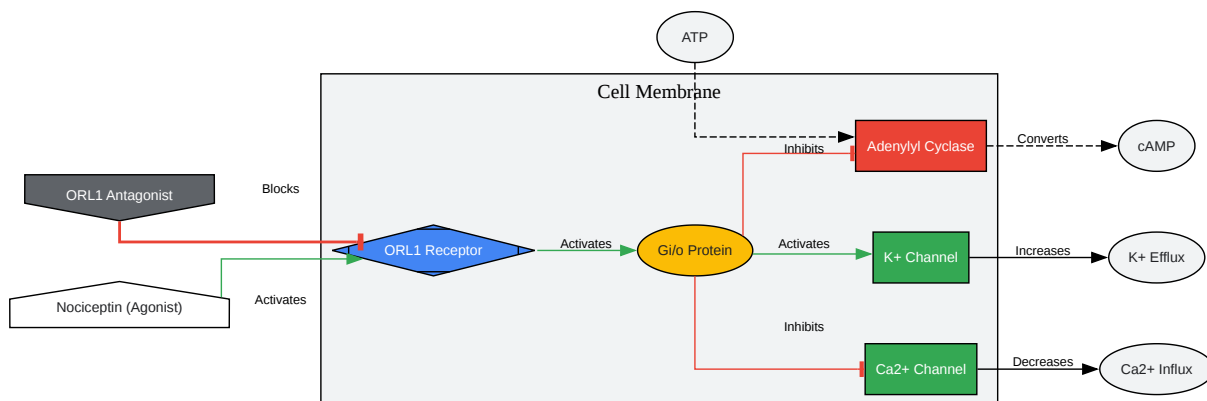 ATP
Cell Membrane
Inhibits
Adenylyl Cyclase
Converts
cAMP
ORL1 Antagonist
Blocks
ORL1 Receptor
Activates
Gi/o Protein
Activates
K+ Channel
Increases
K+ Efflux
Nociceptin (Agonist)
Activates
Inhibits
Ca2+ Channel
Decreases
Ca2+ Influx